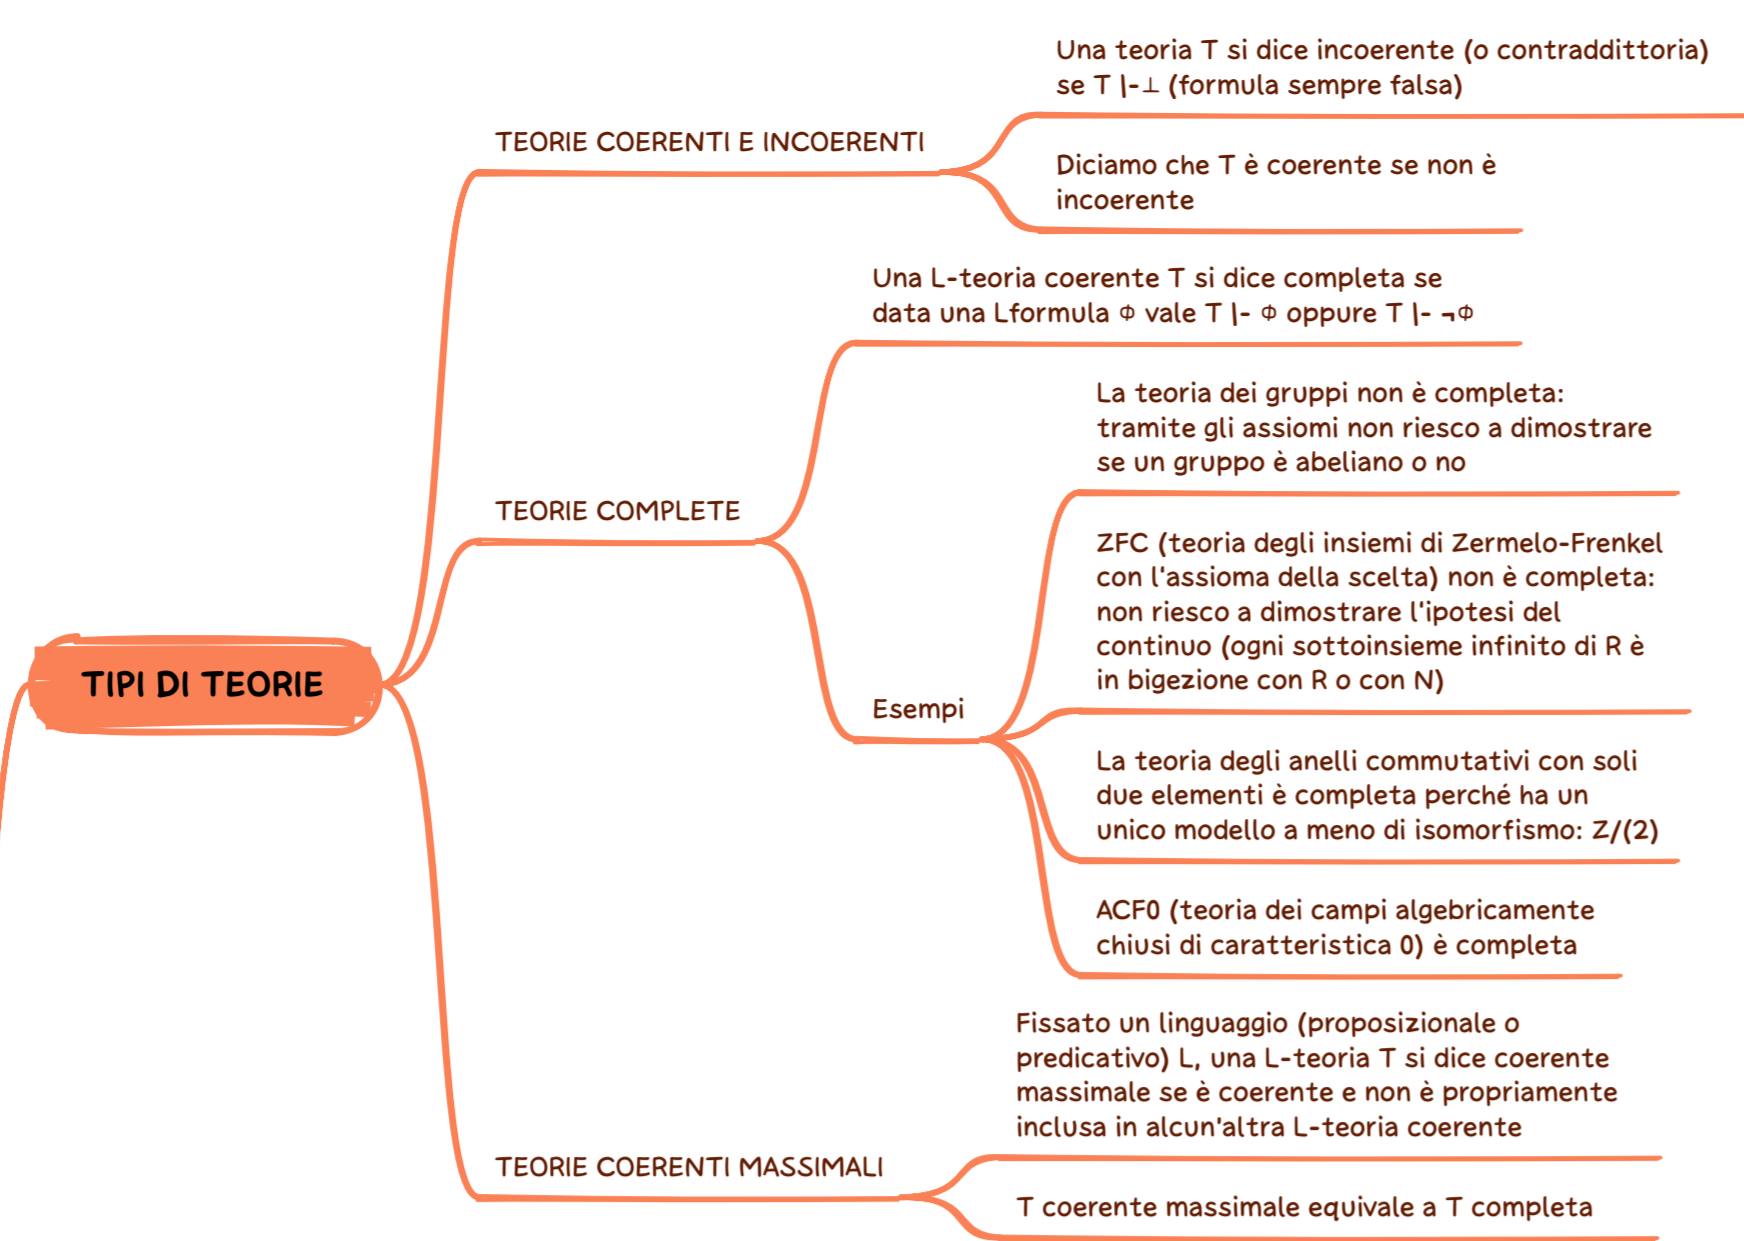 Una teoria T si dice incoerente (o contraddittoria)
se T |-⊥ (formula sempre falsa)
TEORIE COERENTI E INCOERENTI
Diciamo che T è coerente se non è
incoerente
Una L-teoria coerente T si dice completa se
data una Lformula Φ vale T |- Φ oppure T |- ¬Φ
La teoria dei gruppi non è completa:
tramite gli assiomi non riesco a dimostrare
se un gruppo è abeliano o no
TEORIE COMPLETE
ZFC (teoria degli insiemi di Zermelo-Frenkel
con l'assioma della scelta) non è completa:
non riesco a dimostrare l'ipotesi del
continuo (ogni sottoinsieme infinito di R è
in bigezione con R o con N)
TIPI DI TEORIE
Esempi
La teoria degli anelli commutativi con soli
due elementi è completa perché ha un
unico modello a meno di isomorfismo: Z/(2)
ACF0 (teoria dei campi algebricamente
chiusi di caratteristica 0) è completa
Fissato un linguaggio (proposizionale o
predicativo) L, una L-teoria T si dice coerente
massimale se è coerente e non è propriamente
inclusa in alcun'altra L-teoria coerente
TEORIE COERENTI MASSIMALI
T coerente massimale equivale a T completa